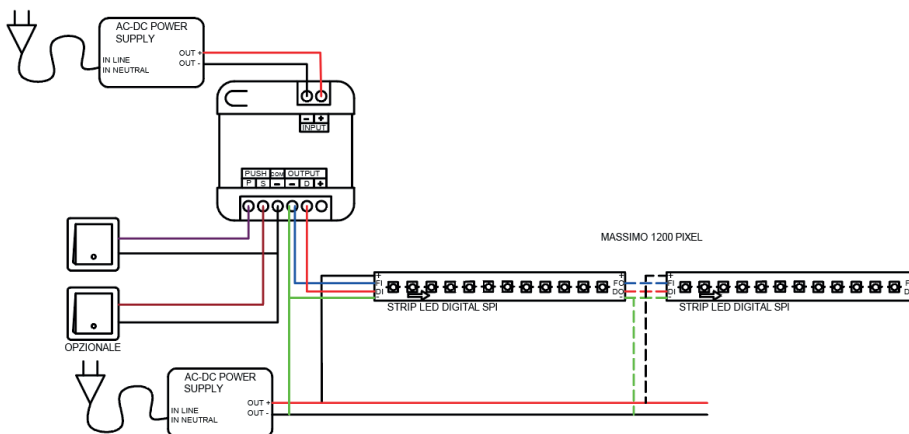 AC-DC POWER
SUPPLY
OUT +
IN LINE
OUT -
IN NEUTRAL
- +
INPUT
PUSH COM OUTPUT
P S - - D +
MASSIMO 1200 PIXEL
+
FI
DI
-
FO
DO
-
STRIP LED DIGITAL SPI
+
FI
DI
-
STRIP LED DIGITAL SPI
OPZIONALE
AC-DC POWER
SUPPLY
OUT +
IN LINE
OUT -
IN NEUTRAL